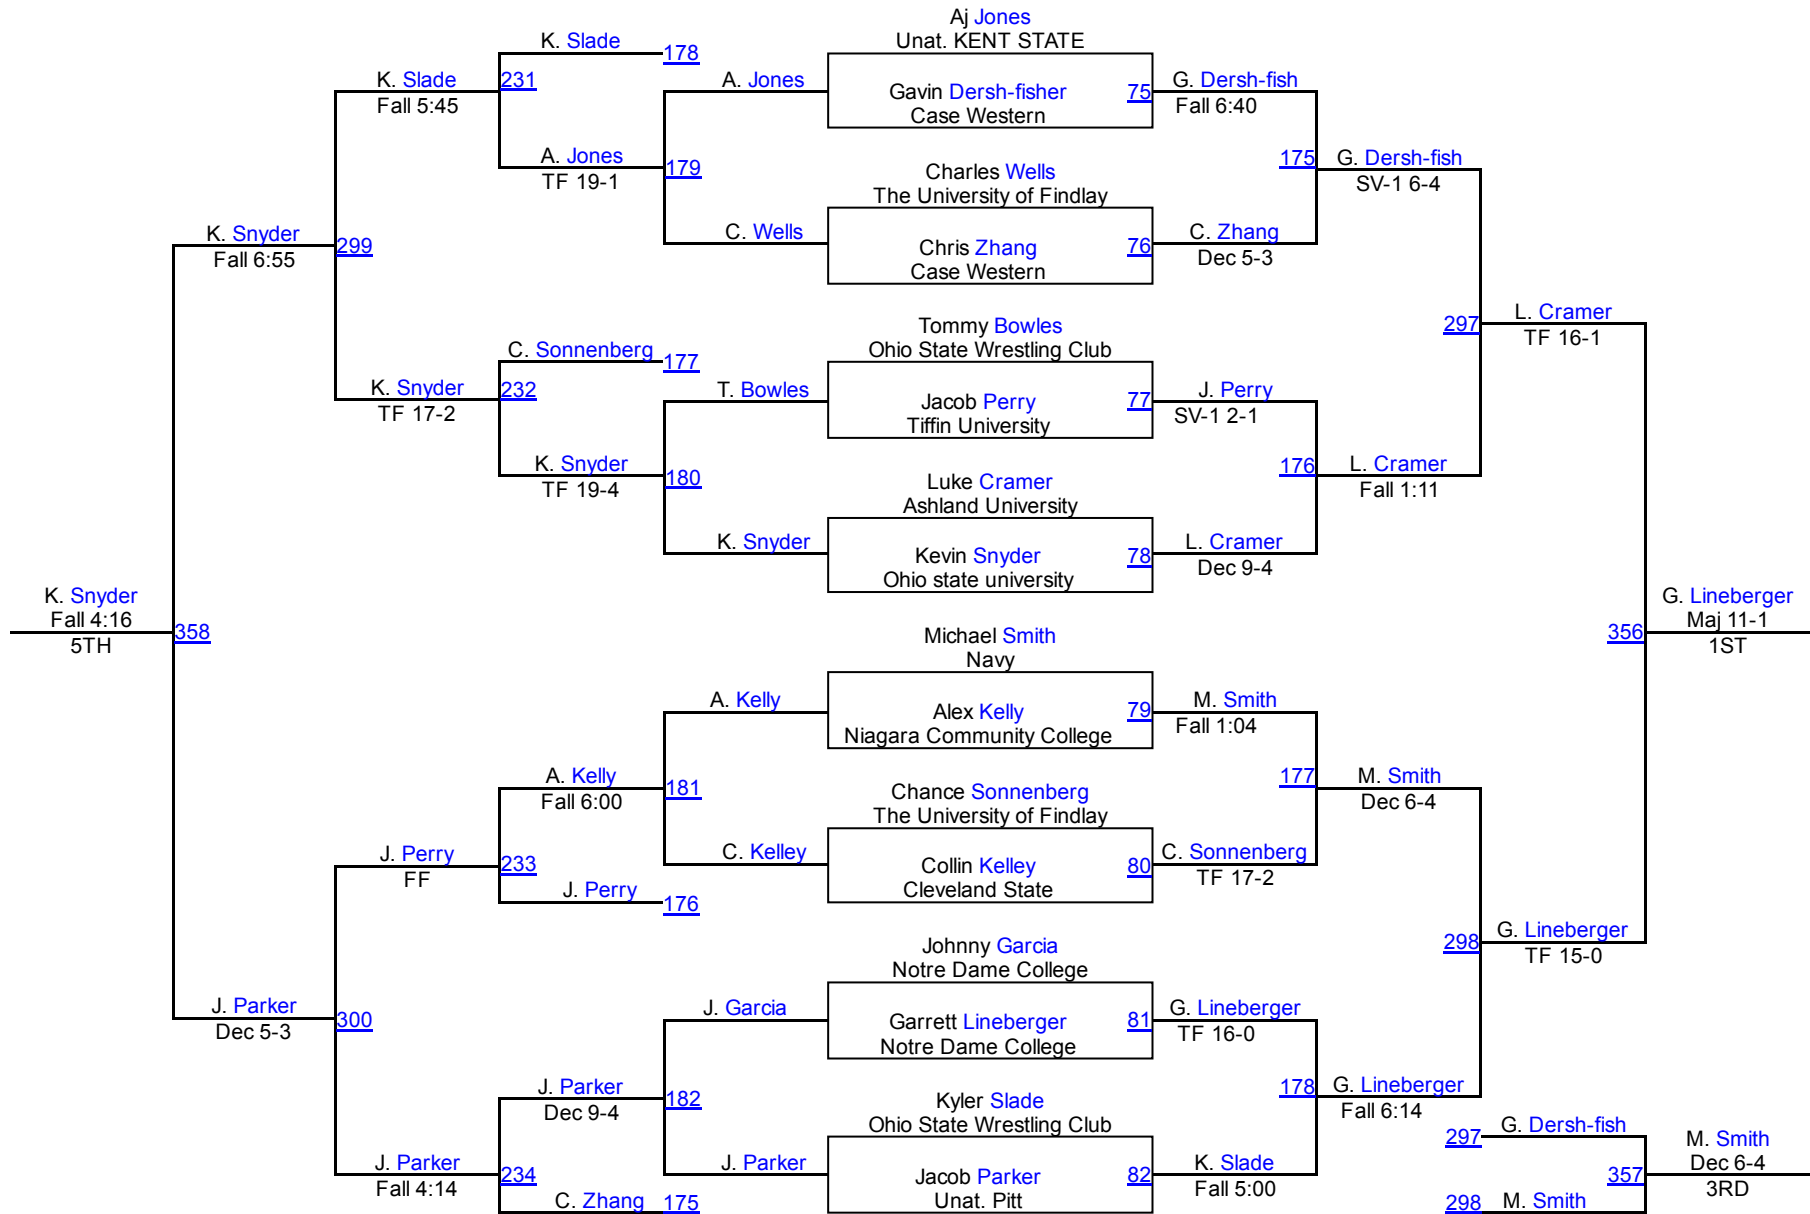 Aj Jones
Unat. KENT STATE
K. Slade
178
K. Slade
231
Fall 5:45
A. Jones
Gavin Dersh-fisher
75
Case Western
G. Dersh-fish
Fall 6:40
A. Jones
TF 19-1
179
Charles Wells
The University of Findlay
175
G. Dersh-fish
SV-1 6-4
K. Snyder
Fall 6:55
299
C. Wells
Chris Zhang
76
Case Western
C. Zhang
Dec 5-3
Tommy Bowles
Ohio State Wrestling Club
297
L. Cramer
TF 16-1
C. Sonnenberg
177
K. Snyder
TF 17-2
232
T. Bowles
Jacob Perry
77
Tiffin University
J. Perry
SV-1 2-1
K. Snyder
TF 19-4
180
Luke Cramer
Ashland University
176
L. Cramer
Fall 1:11
K. Snyder
Kevin Snyder
78
Ohio state university
L. Cramer
Dec 9-4
K. Snyder
Fall 4:16
5TH
358
Michael Smith
Navy
356
G. Lineberger
Maj 11-1
1ST
A. Kelly
Alex Kelly
79
Niagara Community College
M. Smith
Fall 1:04
A. Kelly
Fall 6:00
181
Chance Sonnenberg
The University of Findlay
177
M. Smith
Dec 6-4
J. Perry
FF
233
C. Kelley
Collin Kelley
80
Cleveland State
C. Sonnenberg
TF 17-2
J. Perry
176
Johnny Garcia
Notre Dame College
298
G. Lineberger
TF 15-0
J. Parker
Dec 5-3
300
J. Garcia
Garrett Lineberger
81
Notre Dame College
G. Lineberger
TF 16-0
J. Parker
Dec 9-4
182
Kyler Slade
Ohio State Wrestling Club
178
G. Lineberger
Fall 6:14
J. Parker
Fall 4:14
234
J. Parker
Jacob Parker
82
Unat. Pitt
K. Slade
Fall 5:00
C. Zhang
175
297
G. Dersh-fish
357
M. Smith
Dec 6-4
3RD
298
M. Smith